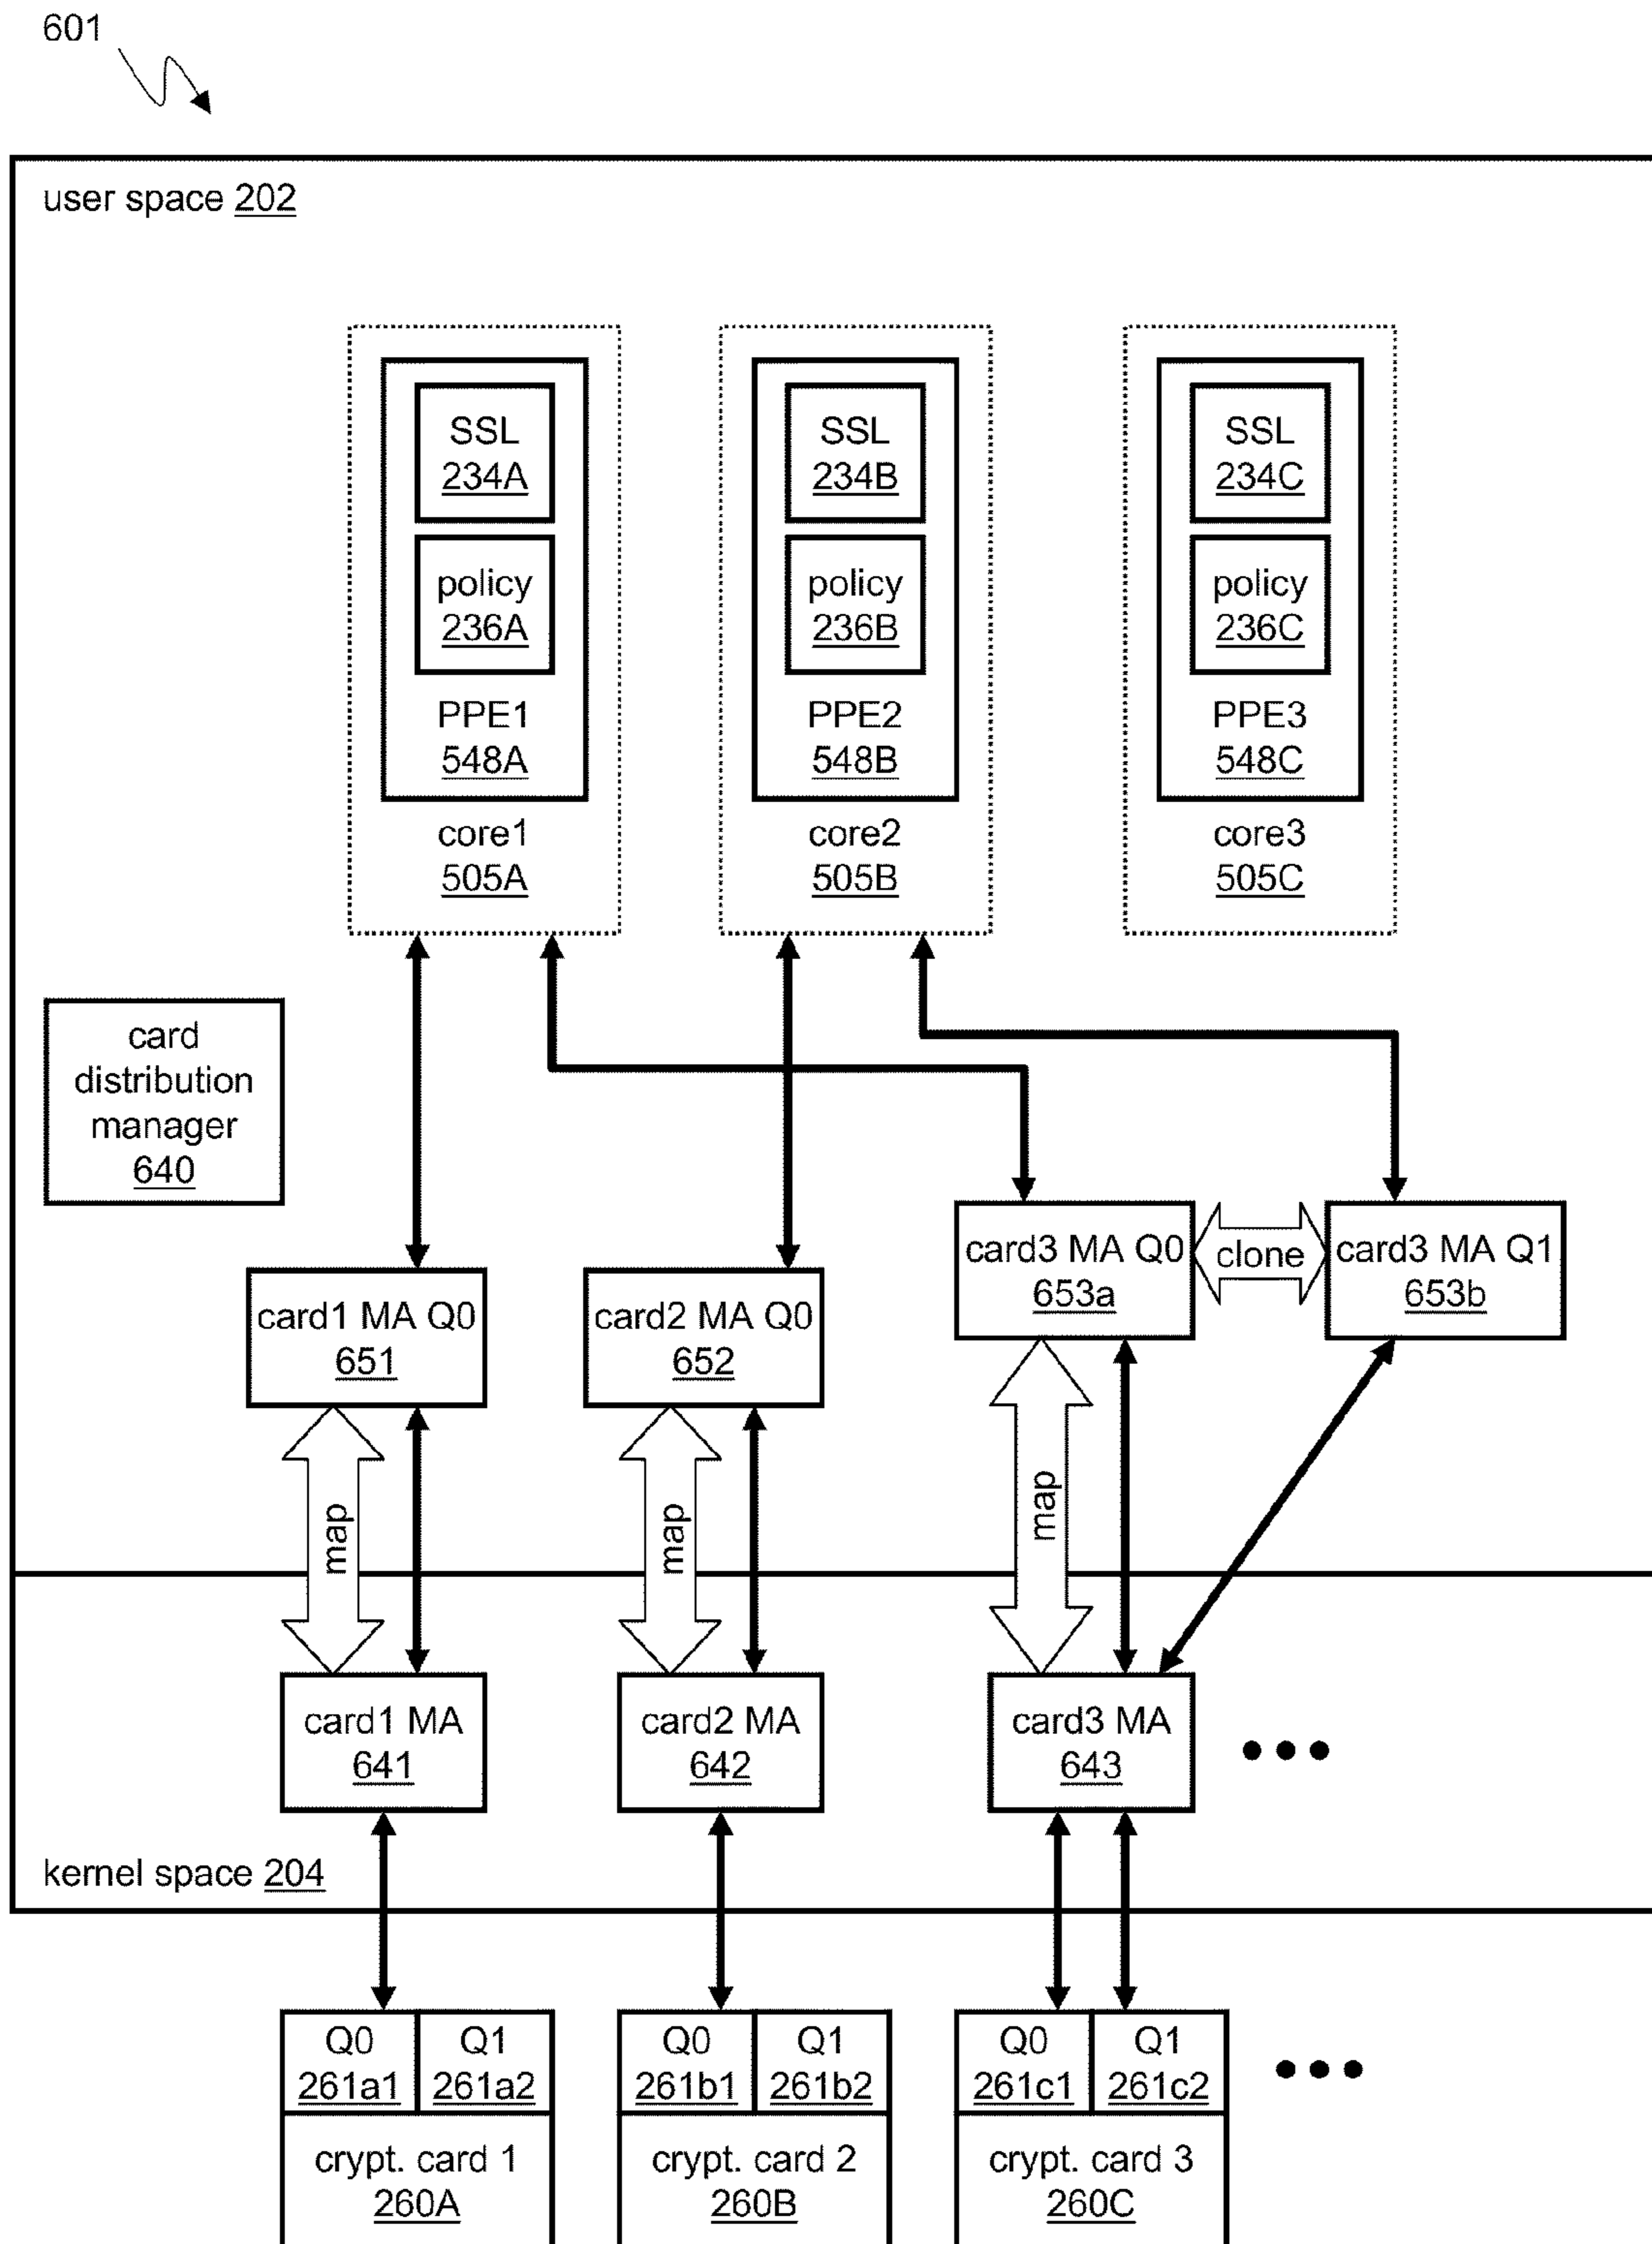 601
user space 202
SSL
234A
policy
236A
PPE1
548A
core1
505A
SSL
234B
policy
236B
PPE2
548B
core2
505B
SSL
234C
policy
236C
PPE3
548C
core3
505C
card
distribution
manager
640
card1 MA Q0
651
card2 MA Q0
652
card3 MA Q0
653a
clone
card3 MA Q1
653b
map
map
map
card1 MA
641
card2 MA
642
card3 MA
643
kernel space 204
Q0
261a1
Q1
261a2
crypt. card 1
260A
Q0
261b1
Q1
261b2
crypt. card 2
260B
Q0
261c1
Q1
261c2
crypt. card 3
260C